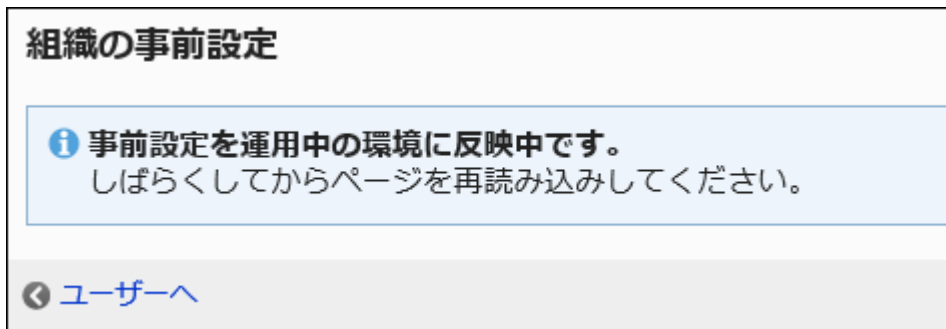 組織の事前設定
事前設定を運用中の環境に反映中です。
しばらくしてからページを再読み込みしてください。
ユーザーへ